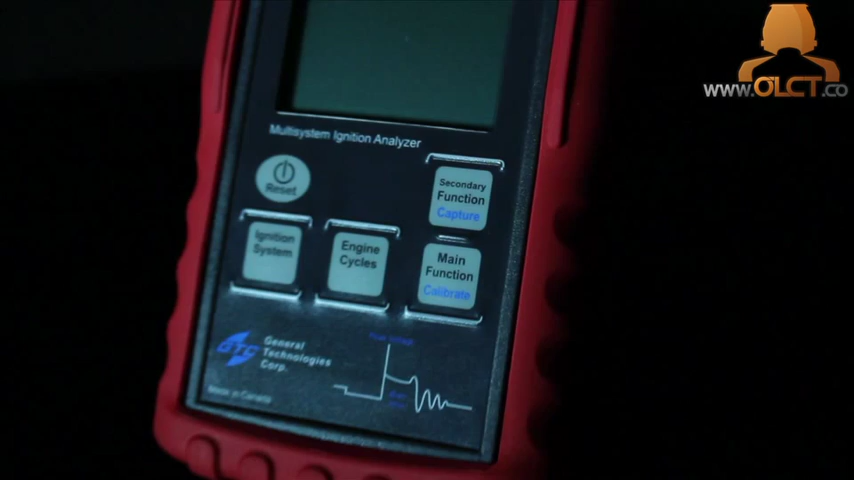 www.OLCT.co
Multisystem Ignition Analyzer
Reset
Secondary
Function
Capture
Ignition
System
Engine
Cycles
Main
Function
Calibrate
GTC
General
Technologies
Corp.
Made in Canada